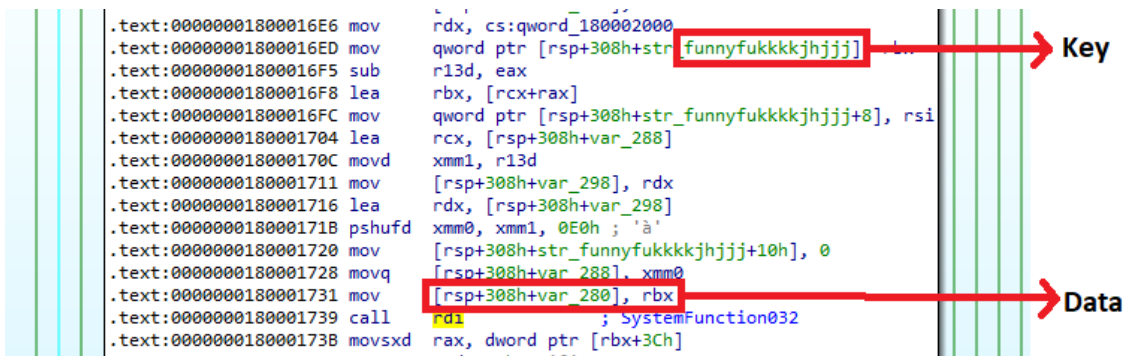 .text:00000001800016E6 mov rdx, cs:qword_180002000
.text:00000001800016ED mov qword ptr [rsp+308h+str_funnyfukkkkjhjjj] Key
.text:00000001800016F5 sub r13d, eax
.text:00000001800016F8 lea rbx, [rcx+rax]
.text:00000001800016FC mov qword ptr [rsp+308h+str_funnyfukkkkjhjjj+8], rsi
.text:0000000180001704 lea rcx, [rsp+308h+var_288]
.text:000000018000170C movd xmm1, r13d
.text:0000000180001711 mov [rsp+308h+var_298], rdx
.text:0000000180001716 lea rdx, [rsp+308h+var_298]
.text:000000018000171B pshufd xmm0, xmm1, 0E0h ; 'à'
.text:0000000180001720 mov [rsp+308h+str_funnyfukkkkjhjjj+10h], 0
.text:0000000180001728 movq [rsp+308h+var_288], xmm0
.text:0000000180001731 mov [rsp+308h+var_280], rbx Data
.text:0000000180001739 call rdi ; SystemFunction032
.text:000000018000173B movsxd rax, dword ptr [rbx+3Ch]